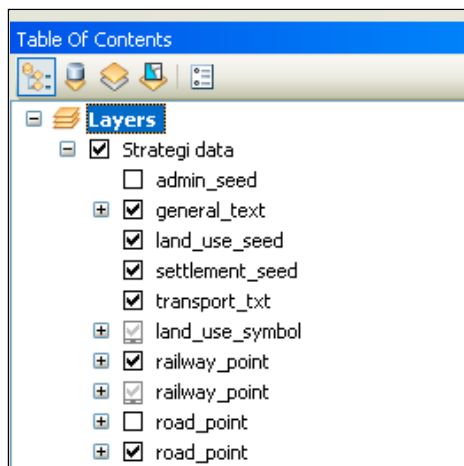 Table Of Contents
Layers
Strategi data
admin_seed
general_text
land_use_seed
settlement_seed
transport_txt
land_use_symbol
railway_point
railway_point
road_point
road_point